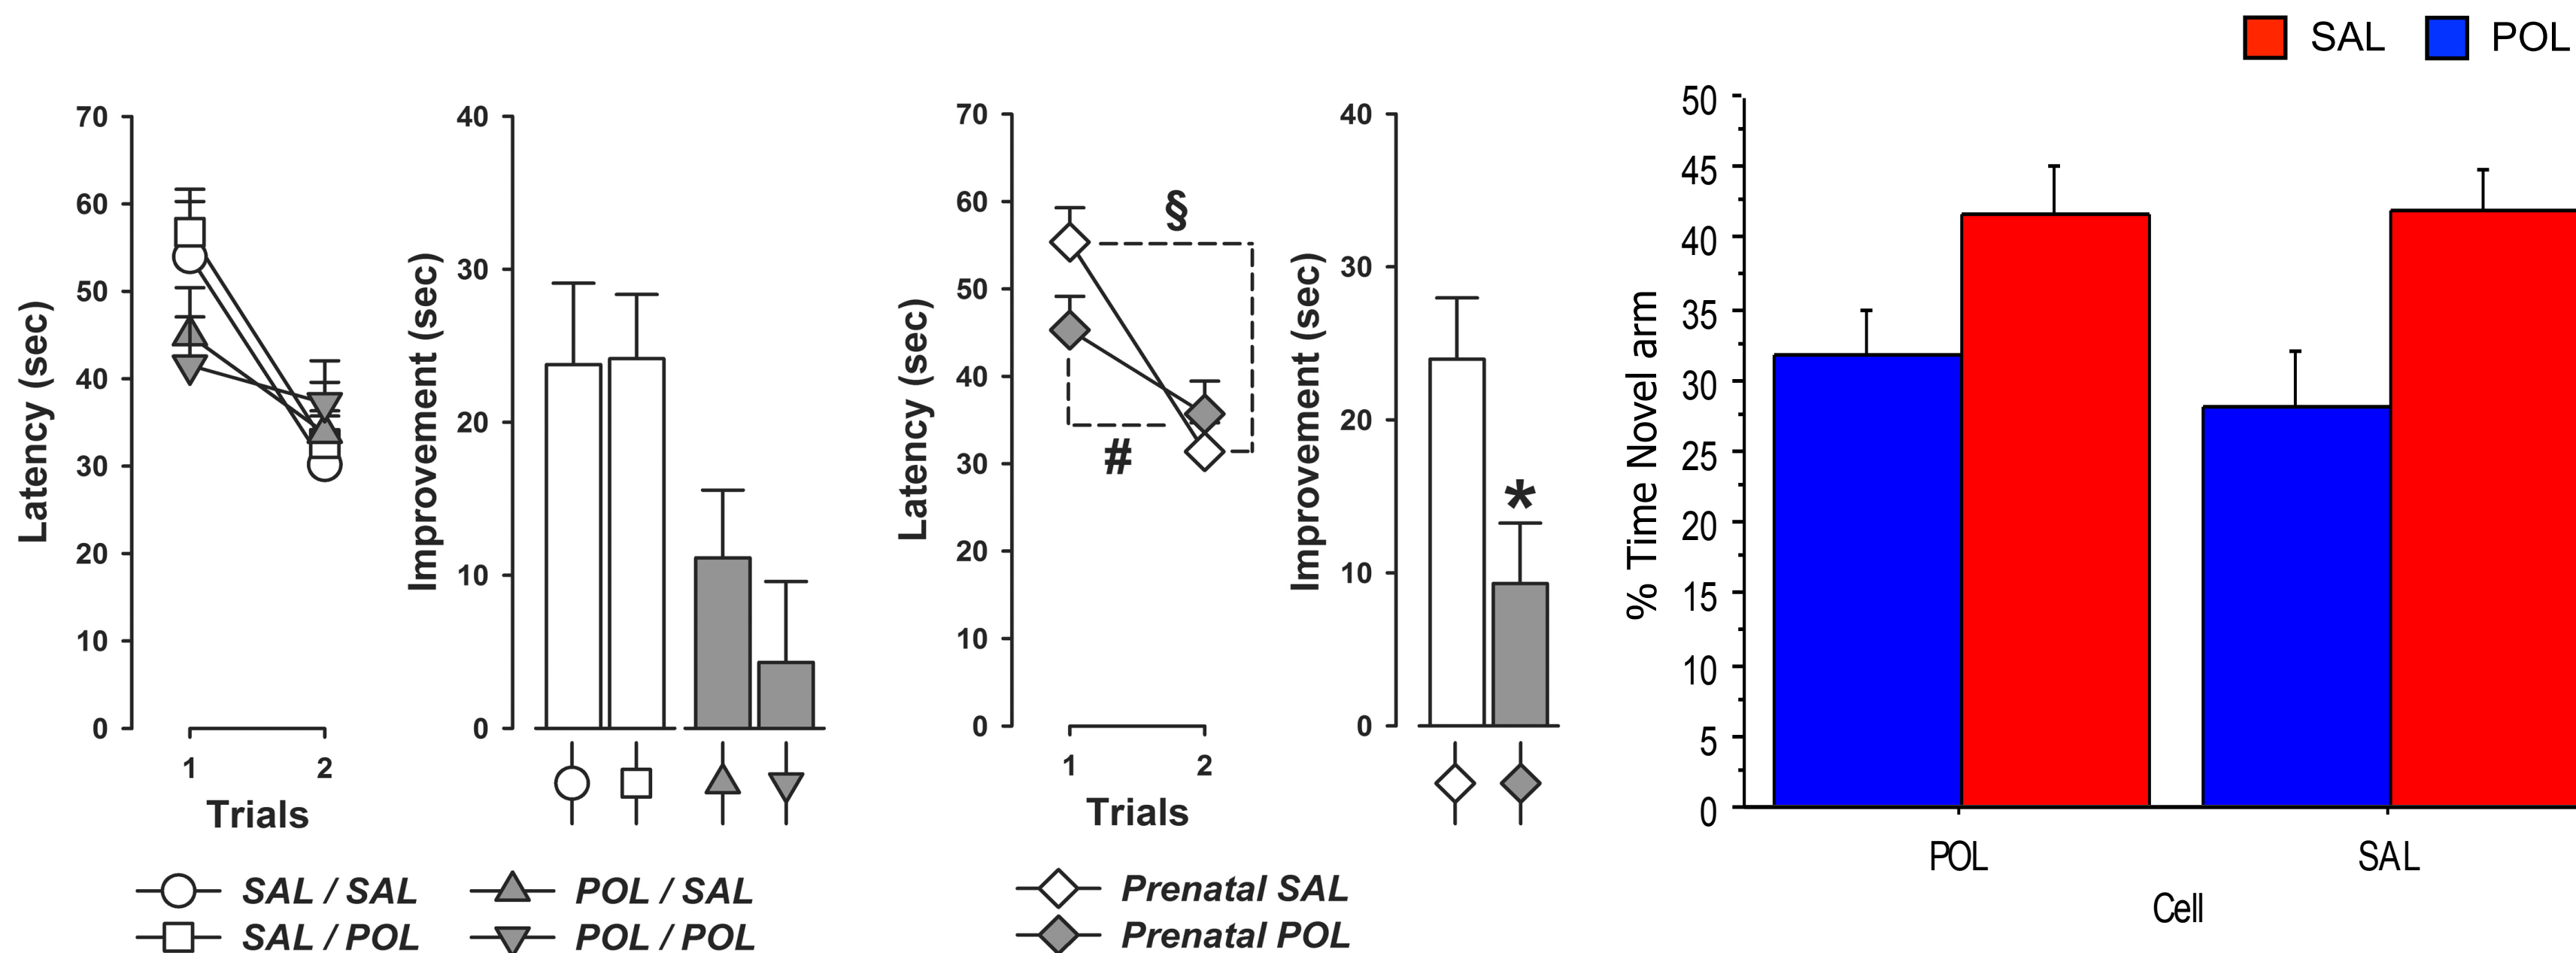 SAL POL
70
60
50
40
30
20
10
0
Latency (sec)
1 2
Trials
40
30
20
10
0
Improvement (sec)
SAL / SAL
SAL / POL
POL / SAL
POL / POL
70
60
50
40
30
20
10
0
Latency (sec)
§
#
1 2
Trials
40
30
20
10
0
Improvement (sec)
*
Prenatal SAL
Prenatal POL
50
45
40
35
30
25
20
15
10
5
0
% Time Novel arm
POL SAL
Cell